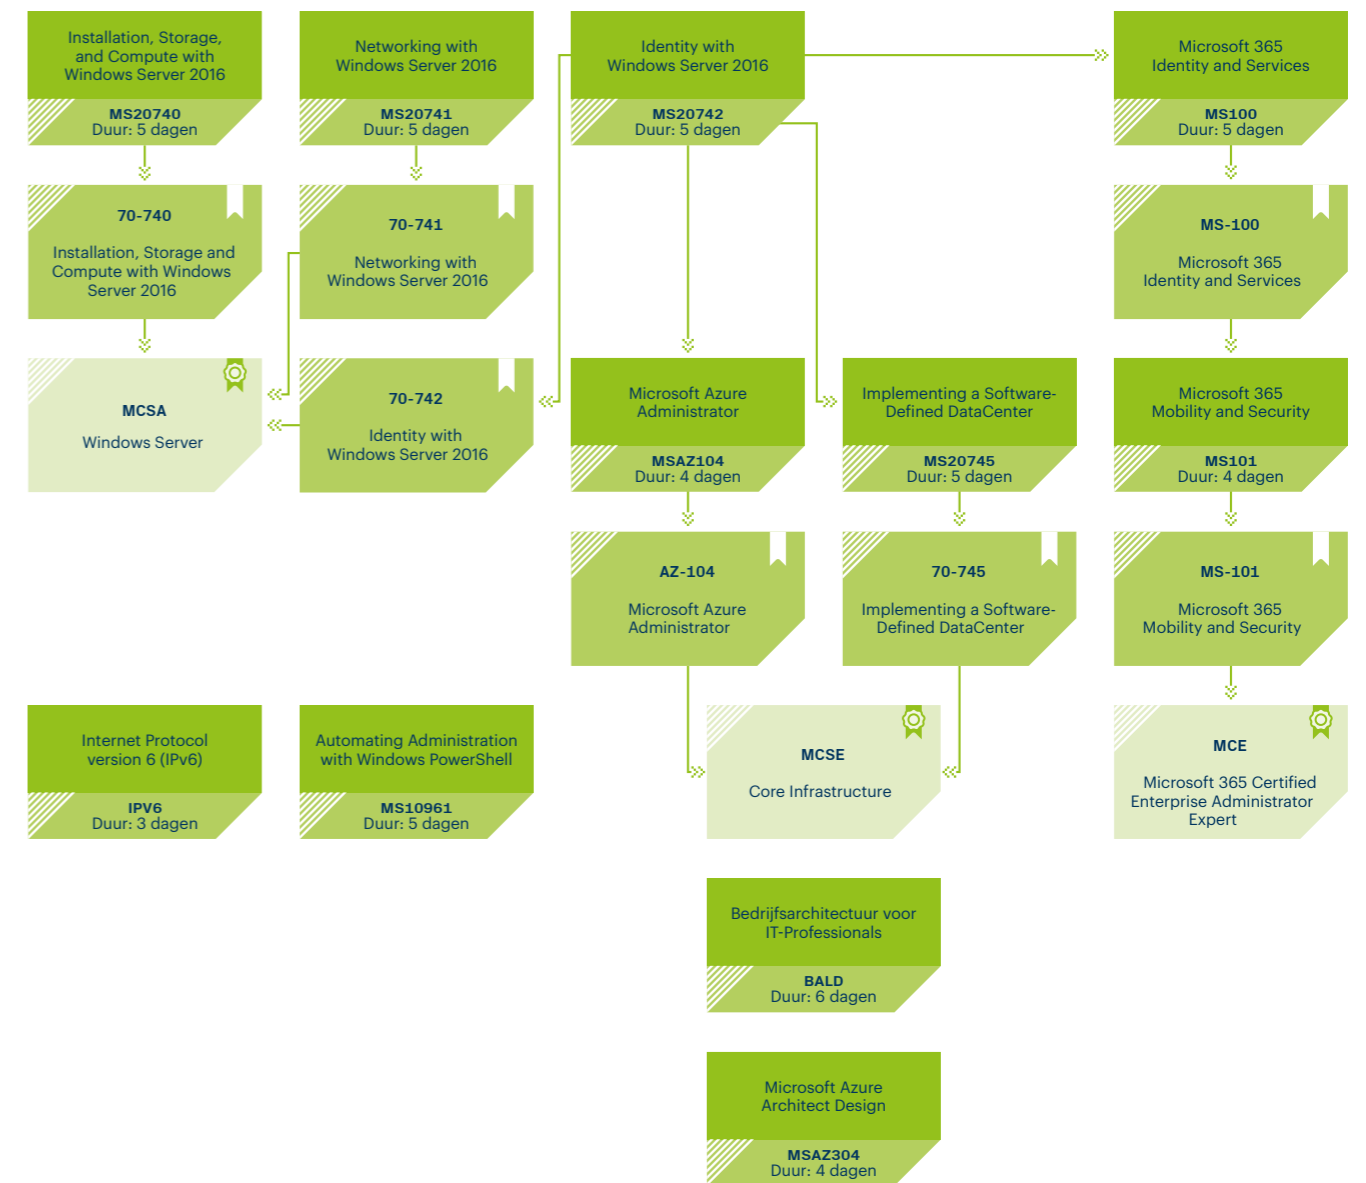 Installation, Storage,
and Compute with
Windows Server 2016
MS20740
Duur: 5 dagen
Networking with
Windows Server 2016
MS20741
Duur: 5 dagen
Identity with
Windows Server 2016
MS20742
Duur: 5 dagen
Microsoft 365
Identity and Services
MS100
Duur: 5 dagen
70-740
Installation, Storage and
Compute with Windows
Server 2016
70-741
Networking with
Windows Server 2016
MS-100
Microsoft 365
Identity and Services
MCSA
Windows Server
70-742
Identity with
Windows Server 2016
Microsoft Azure
Administrator
MSAZ104
Duur: 4 dagen
Implementing a Software-
Defined DataCenter
MS20745
Duur: 5 dagen
Microsoft 365
Mobility and Security
MS101
Duur: 4 dagen
AZ-104
Microsoft Azure
Administrator
70-745
Implementing a Software-
Defined DataCenter
MS-101
Microsoft 365
Mobility and Security
Internet Protocol
version 6 (IPv6)
IPV6
Duur: 3 dagen
Automating Administration
with Windows PowerShell
MS10961
Duur: 5 dagen
MCSE
Core Infrastructure
MCE
Microsoft 365 Certified
Enterprise Administrator
Expert
Bedrijfsarchitectuur voor
IT-Professionals
BALD
Duur: 6 dagen
Microsoft Azure
Architect Design
MSAZ304
Duur: 4 dagen